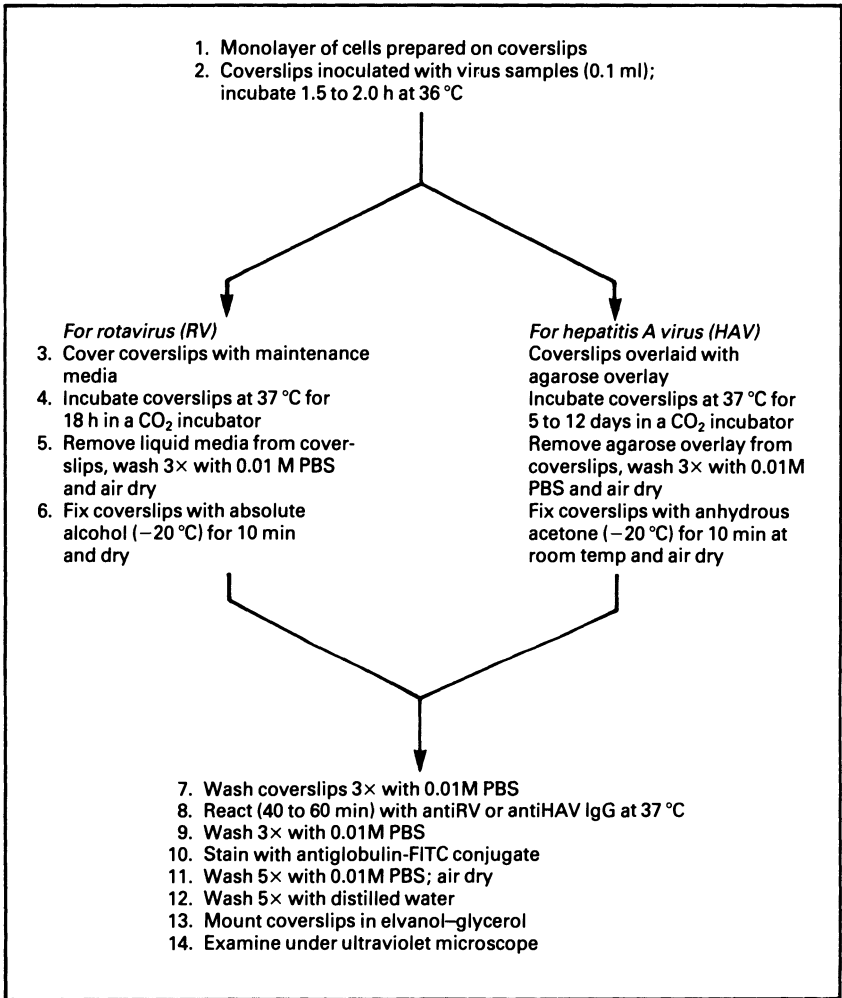 1. Monolayer of cells prepared on coverslips
2. Coverslips inoculated with virus samples (0.1 ml);
incubate 1.5 to 2.0 h at 36 °C
For rotavirus (RV)
3. Cover coverslips with maintenance
media
4. Incubate coverslips at 37 °C for
18 h in a CO₂ incubator
5. Remove liquid media from cover-
slips, wash 3× with 0.01 M PBS
and air dry
6. Fix coverslips with absolute
alcohol (−20 °C) for 10 min
and dry
For hepatitis A virus (HAV)
Coverslips overlaid with
agarose overlay
Incubate coverslips at 37 °C for
5 to 12 days in a CO₂ incubator
Remove agarose overlay from
coverslips, wash 3× with 0.01M
PBS and air dry
Fix coverslips with anhydrous
acetone (−20 °C) for 10 min at
room temp and air dry
7. Wash coverslips 3× with 0.01M PBS
8. React (40 to 60 min) with antiRV or antiHAV IgG at 37 °C
9. Wash 3× with 0.01M PBS
10. Stain with antiglobulin-FITC conjugate
11. Wash 5× with 0.01M PBS; air dry
12. Wash 5× with distilled water
13. Mount coverslips in elvanol–glycerol
14. Examine under ultraviolet microscope